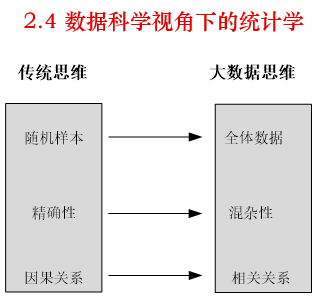 2.4 数据科学视角下的统计学
传统思维 大数据思维
随机样本 全体数据
精确性 混杂性
因果关系 相关关系